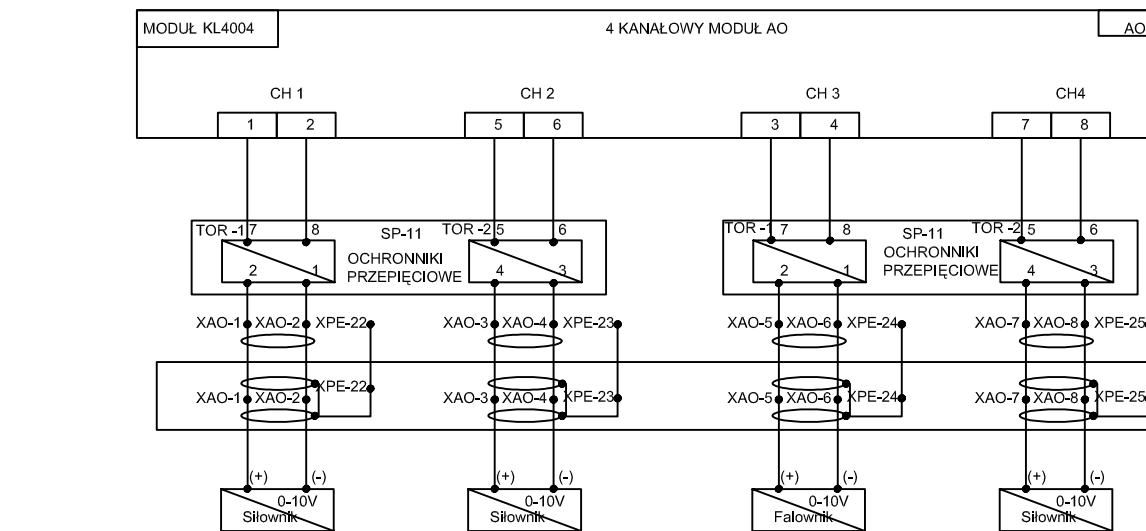 MODUŁ KL4004 4 KANAŁOWY MODUŁ AO AO
CH 1 CH 2 CH 3 CH4
1 2 5 6 3 4 7 8
TOR -1 7 8 SP-11 TOR -2 5 6 TOR -1 7 8 SP-11 TOR -2 5 6
OCHRONNIKI OCHRONNIKI
2 1 PRZEPIĘCIOWE 4 3 2 1 PRZEPIĘCIOWE 4 3
XAO-1 XAO-2 XPE-22 XAO-3 XAO-4 XPE-23 XAO-5 XAO-6 XPE-24 XAO-7 XAO-8 XPE-25
XAO-1 XAO-2 XPE-22 XAO-3 XAO-4 XPE-23 XAO-5 XAO-6 XPE-24 XAO-7 XAO-8 XPE-25
(+) (-) (+) (-) (+) (-) (+) (-)
0-10V 0-10V 0-10V 0-10V
Siłownik Siłownik Falownik Siłownik